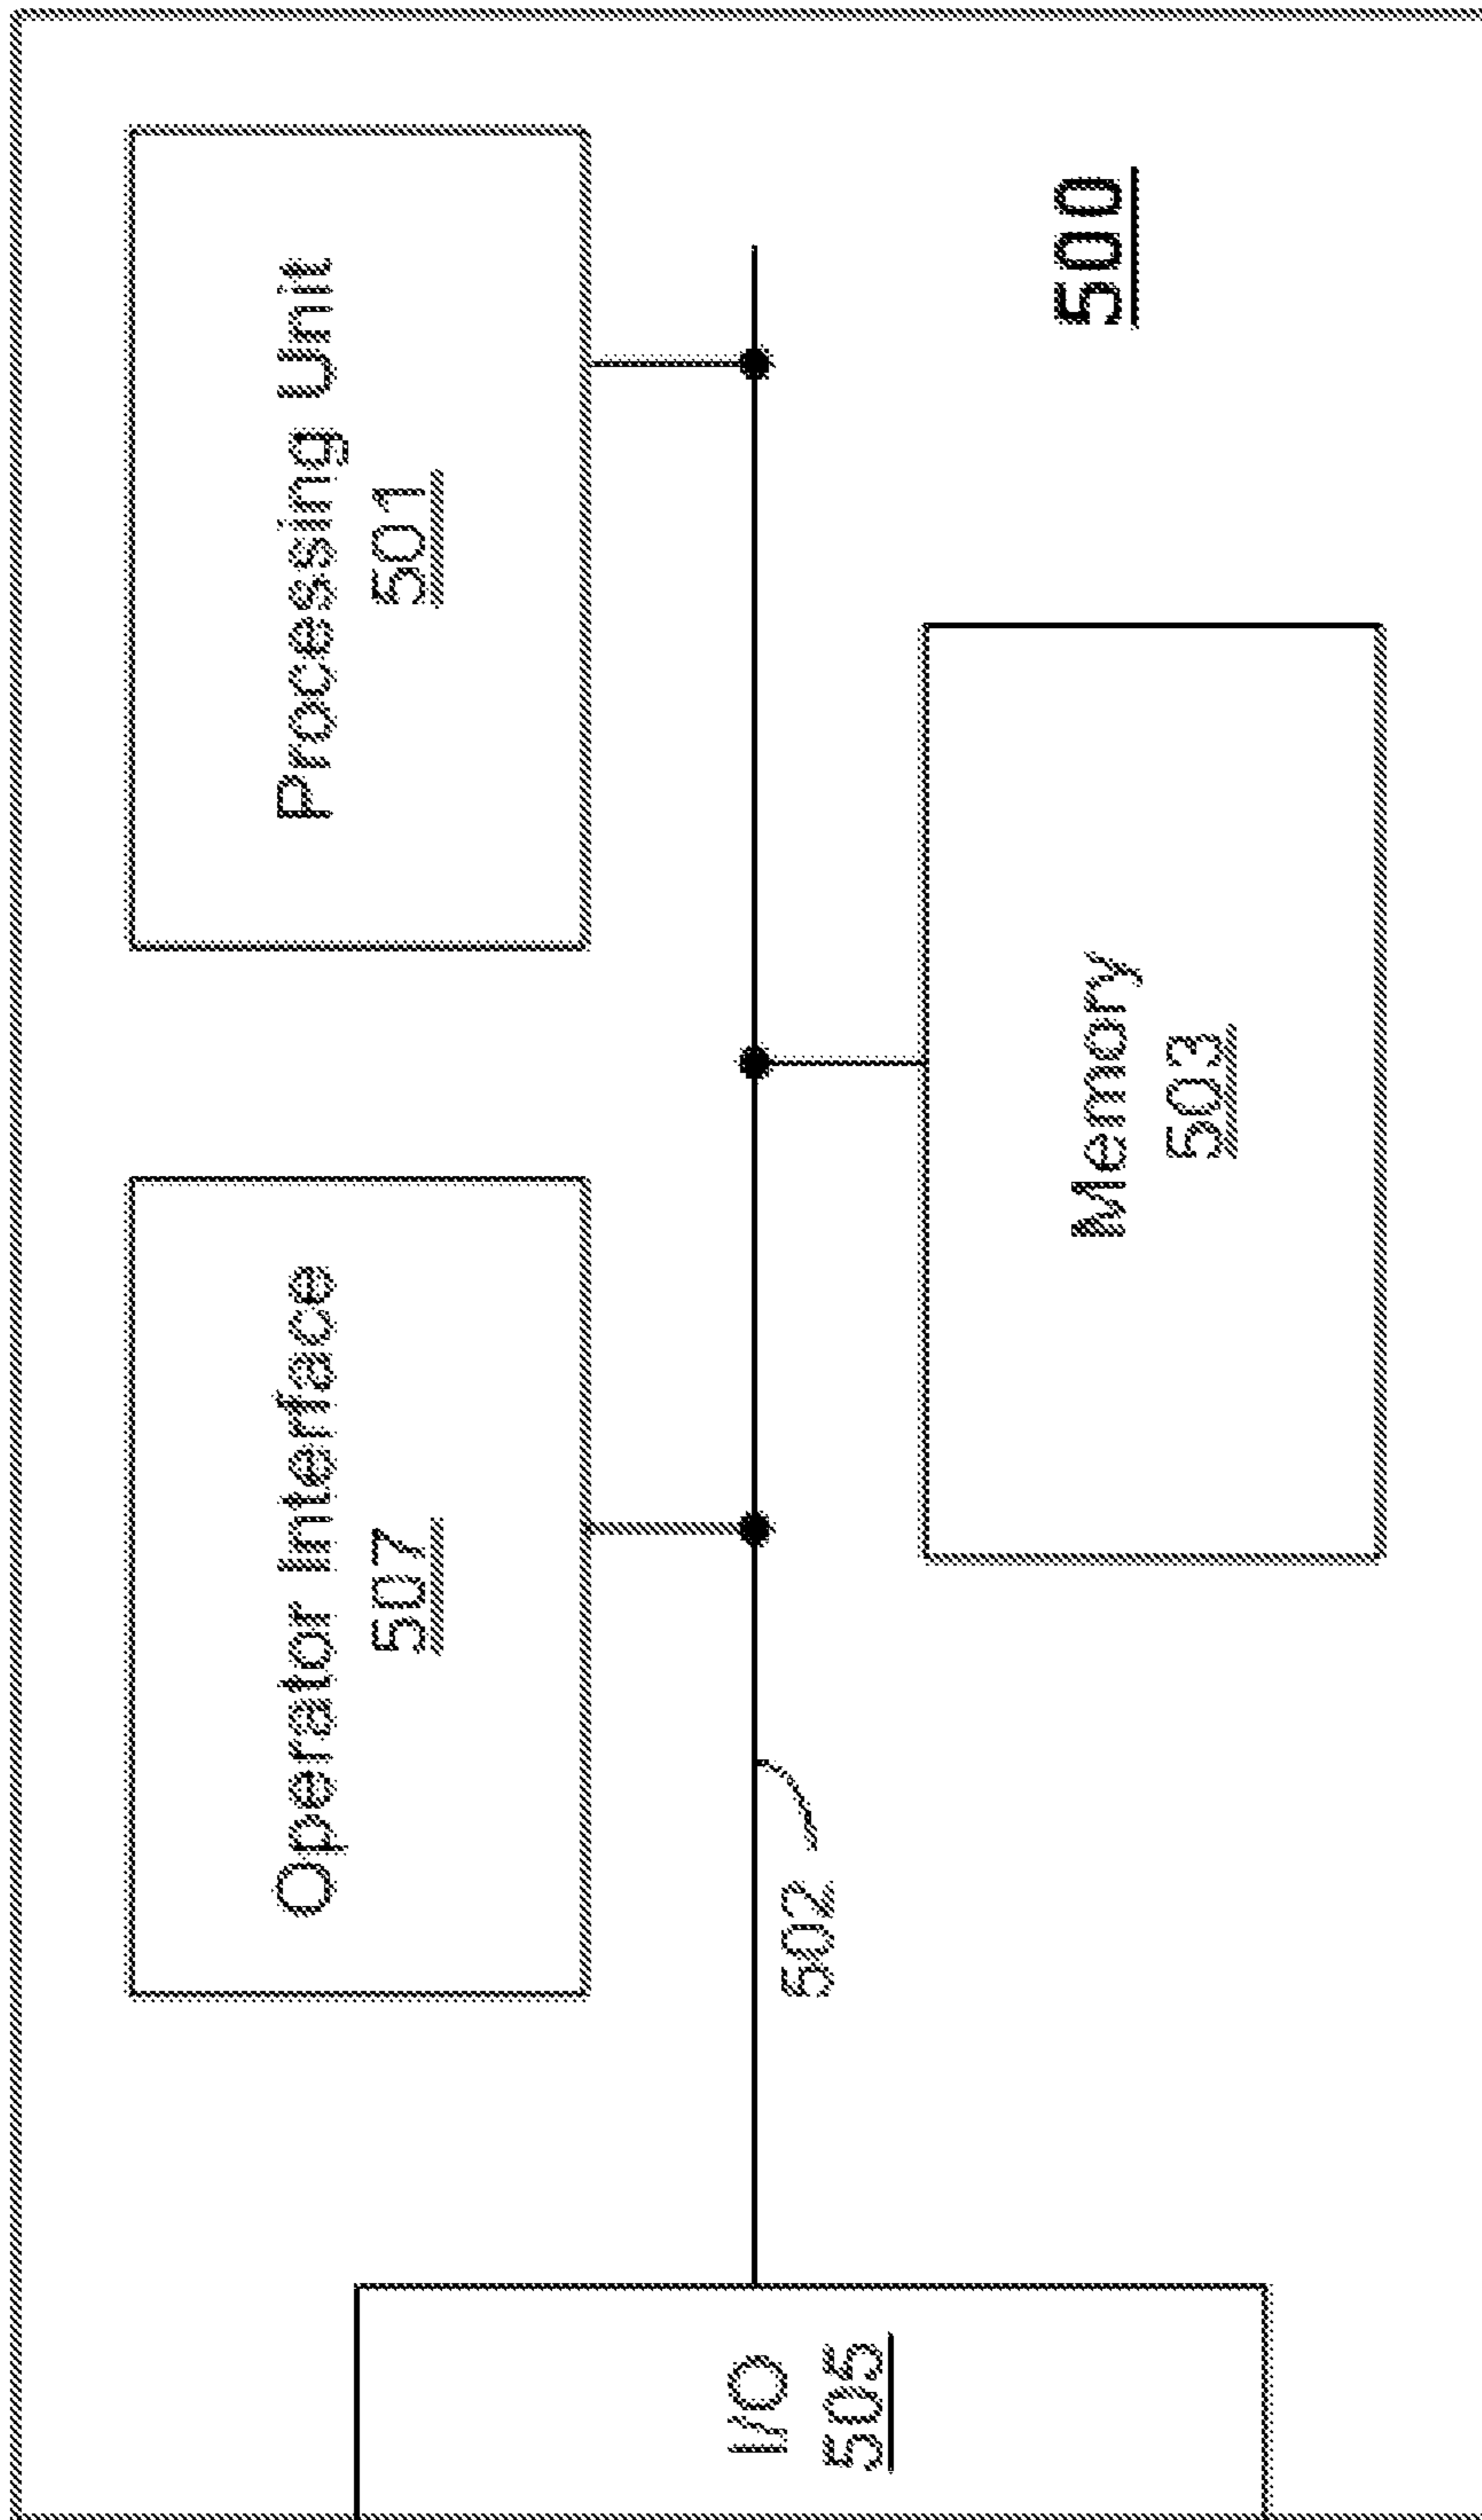 Operator Interface
507
Processing Unit
501
I/O
505
502
Memory
503
500